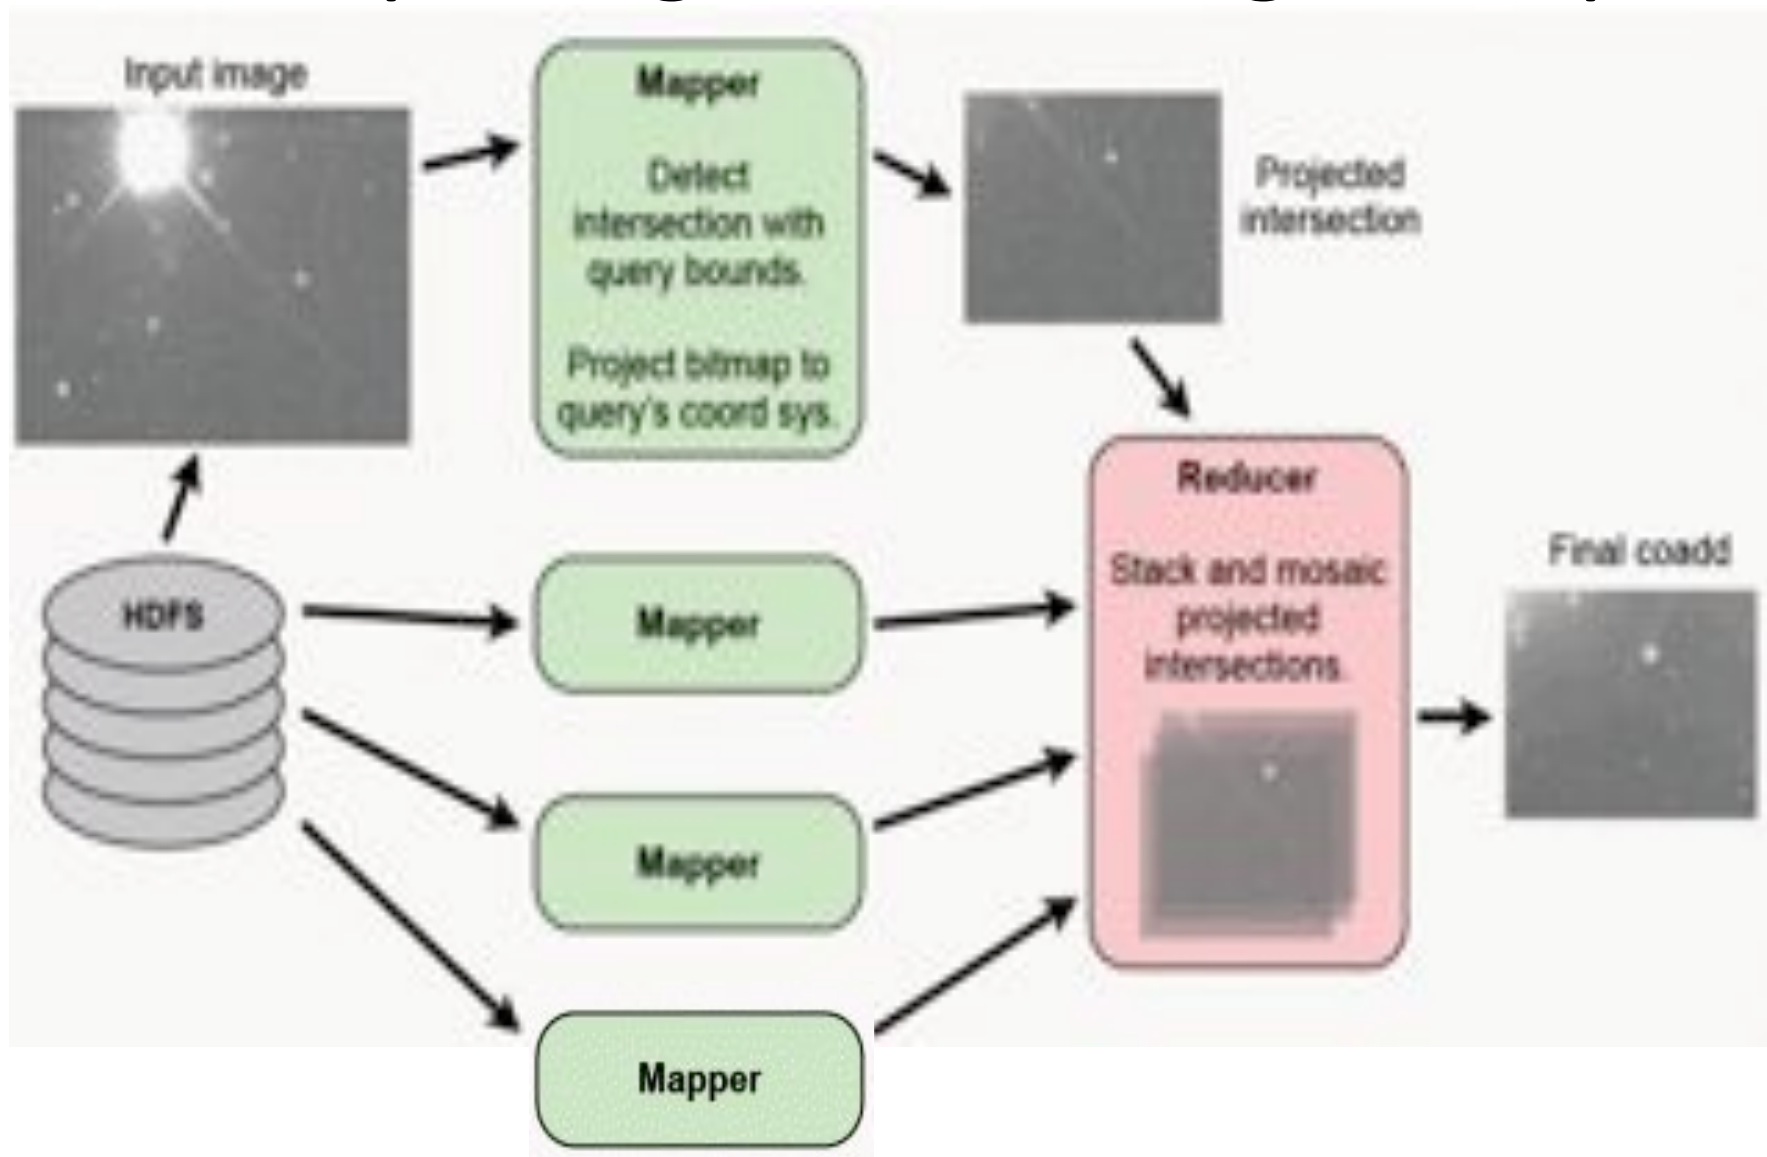 Input image
Mapper
Detect
intersection with
query bounds.
Project bitmap to
query's coord sys.
Projected
intersection
HDFS
Mapper
Mapper
Mapper
Reducer
Stack and mosaic
projected
intersections.
Final coadd